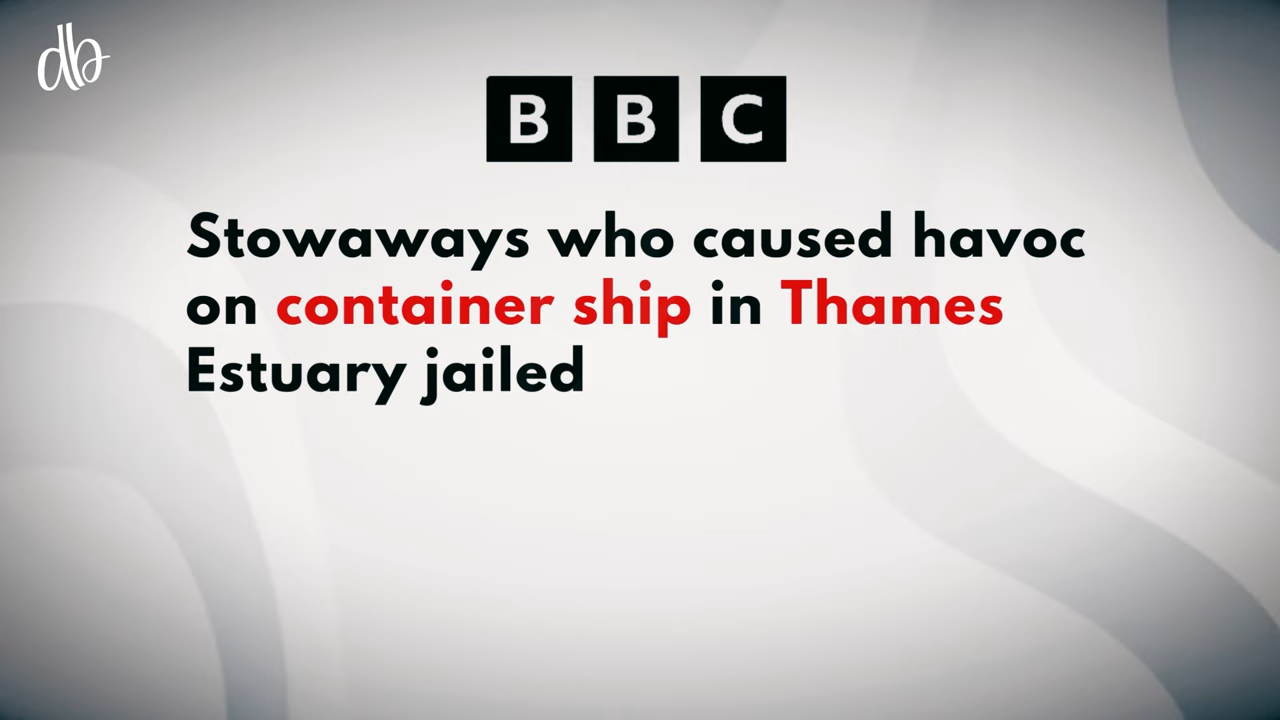 db
BBC
Stowaways who caused havoc
on container ship in Thames
Estuary jailed